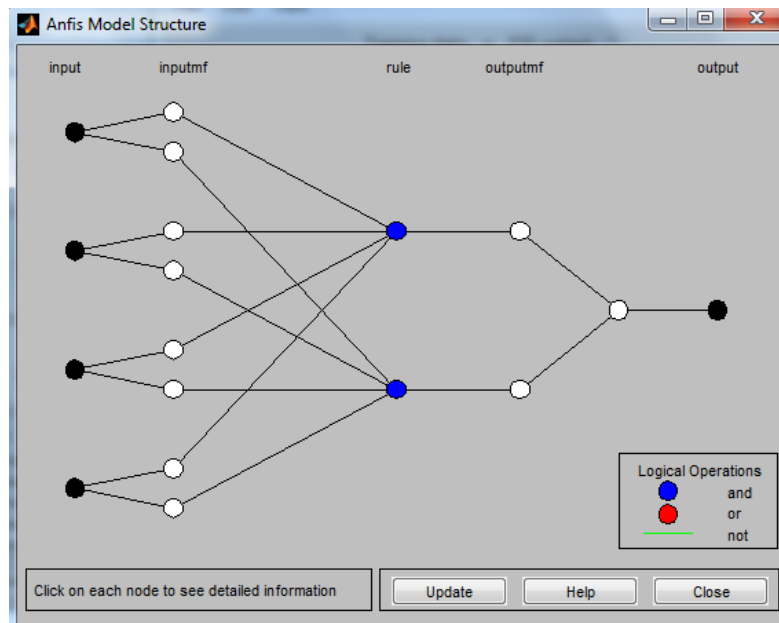 Anfis Model Structure
input inputmf rule outputmf output
Logical Operations
and
or
not
Click on each node to see detailed information
Update Help Close